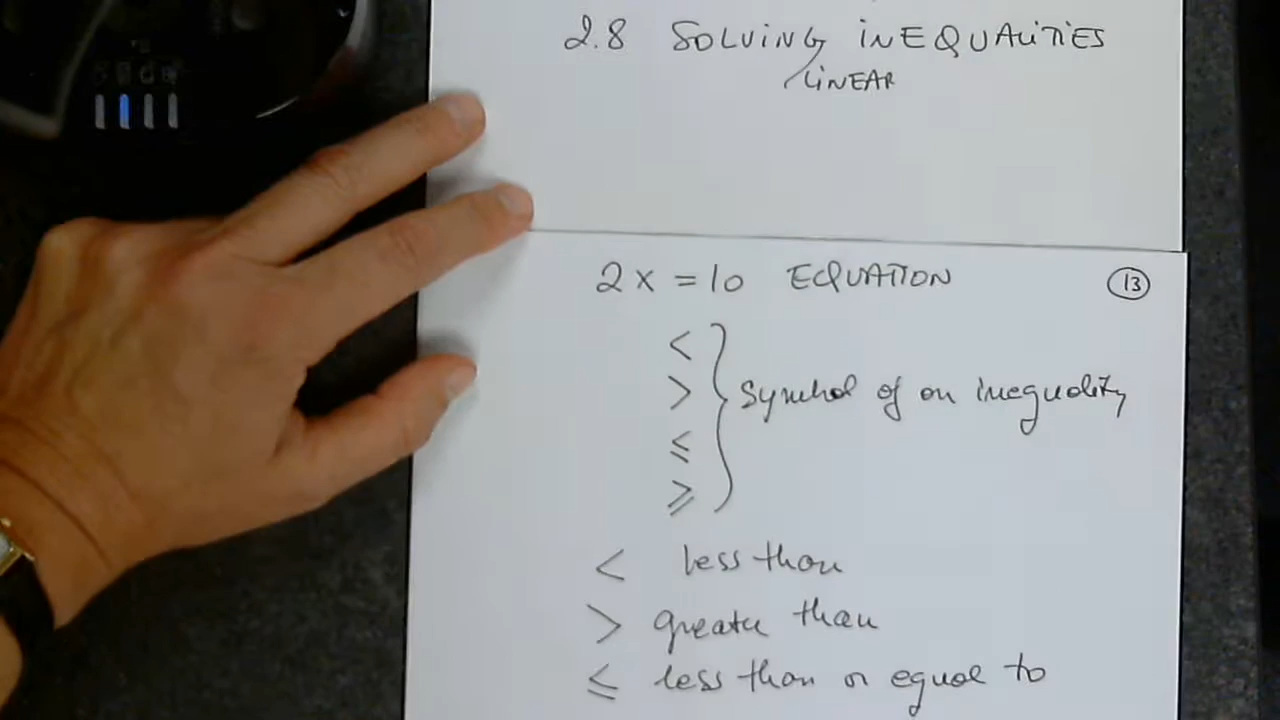 2.8 SOLVING INEQUALITIES
LINEAR
2x = 10 EQUATION
13
<
>
≤
≥
Symbol of an inequality
< less than
> greater than
≤ less than or equal to